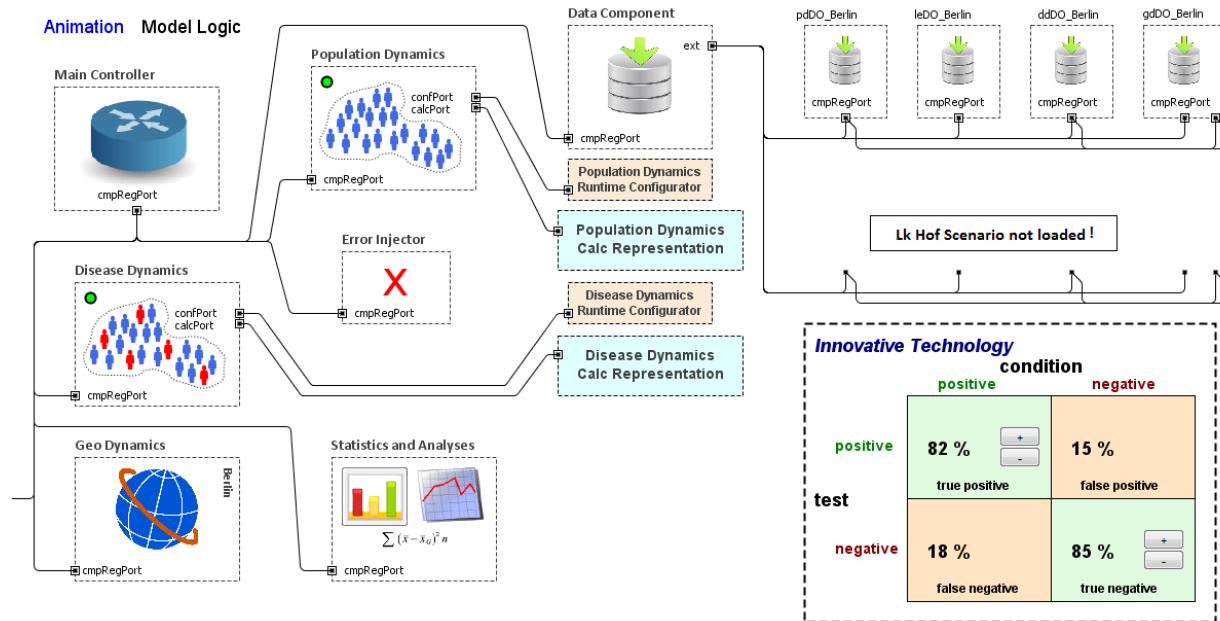 Animation Model Logic
Main Controller
cmpRegPort
Population Dynamics
confPort
calcPort
cmpRegPort
Data Component
ext
cmpRegPort
pdDO_Berlin
cmpRegPort
leDO_Berlin
cmpRegPort
ddDO_Berlin
cmpRegPort
gdDO_Berlin
cmpRegPort
Population Dynamics
Runtime Configurator
Population Dynamics
Calc Representation
Lk Hof Scenario not loaded !
Error Injector
X
cmpRegPort
Disease Dynamics
confPort
calcPort
cmpRegPort
Disease Dynamics
Runtime Configurator
Disease Dynamics
Calc Representation
Geo Dynamics
Berlin
cmpRegPort
Statistics and Analyses
∑ (x̄ − x̄_G)² n
cmpRegPort
Innovative Technology
condition
positive negative
positive 82 % + - 15 %
true positive false positive
test
negative 18 % 85 % + -
false negative true negative